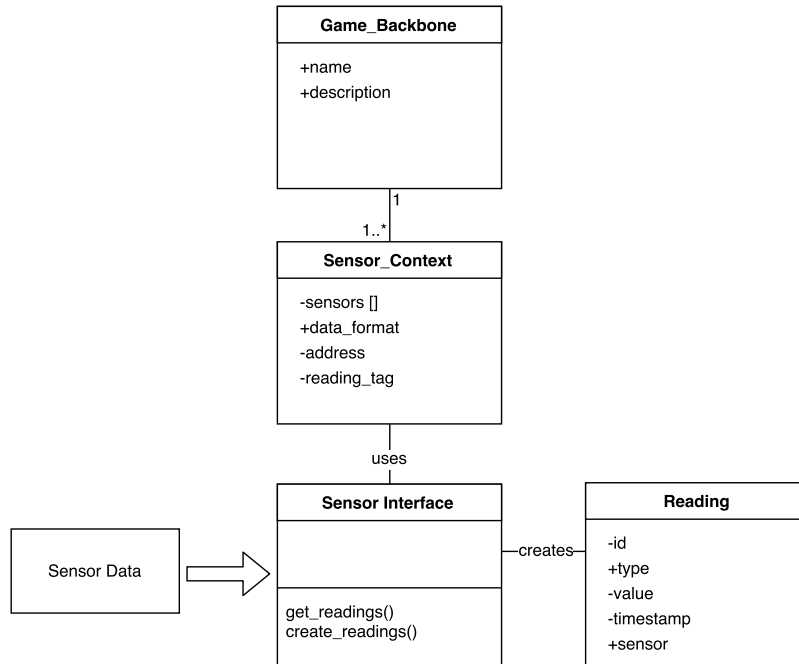 Game_Backbone
+name
+description
1
1..*
Sensor_Context
-sensors []
+data_format
-address
-reading_tag
uses
Sensor Interface
get_readings()
create_readings()
Sensor Data
creates
Reading
-id
+type
-value
-timestamp
+sensor